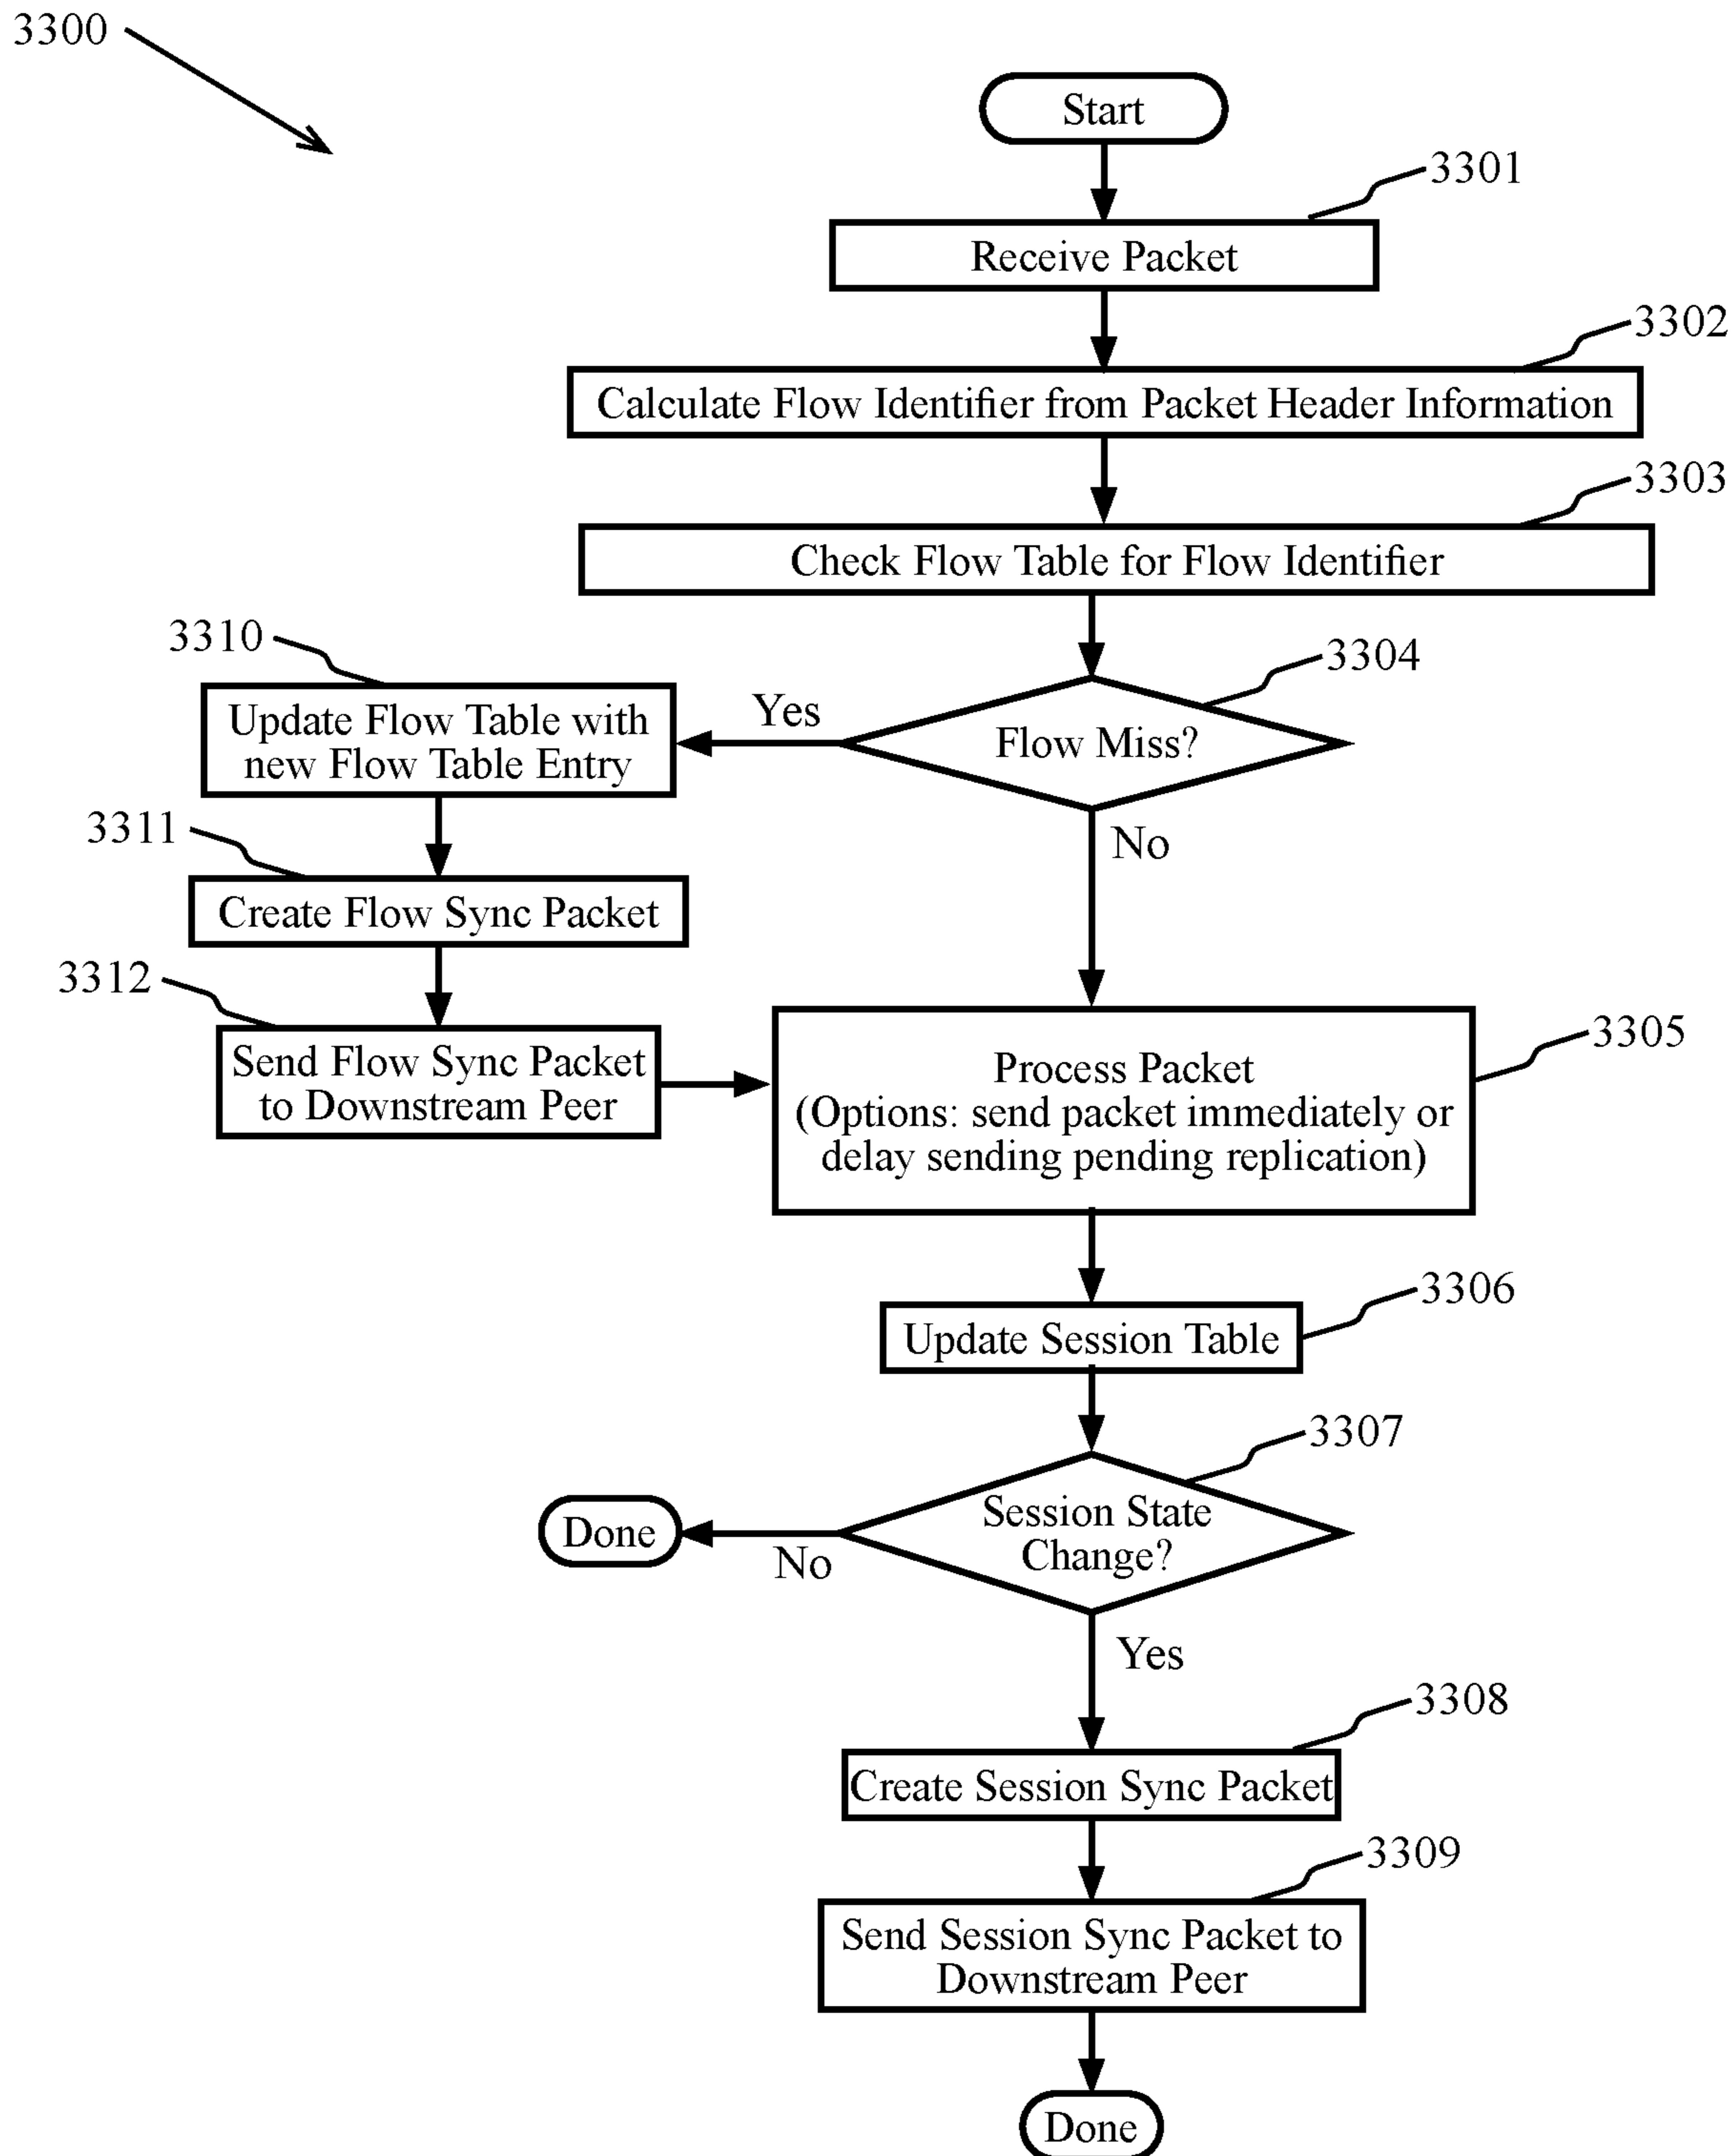 3300
Start
3301
Receive Packet
3302
Calculate Flow Identifier from Packet Header Information
3303
Check Flow Table for Flow Identifier
3310
3304
Update Flow Table with
new Flow Table Entry
Yes
Flow Miss?
No
3311
Create Flow Sync Packet
3312
Send Flow Sync Packet
to Downstream Peer
3305
Process Packet
(Options: send packet immediately or
delay sending pending replication)
3306
Update Session Table
3307
Session State
Change?
Done
No
Yes
3308
Create Session Sync Packet
3309
Send Session Sync Packet to
Downstream Peer
Done